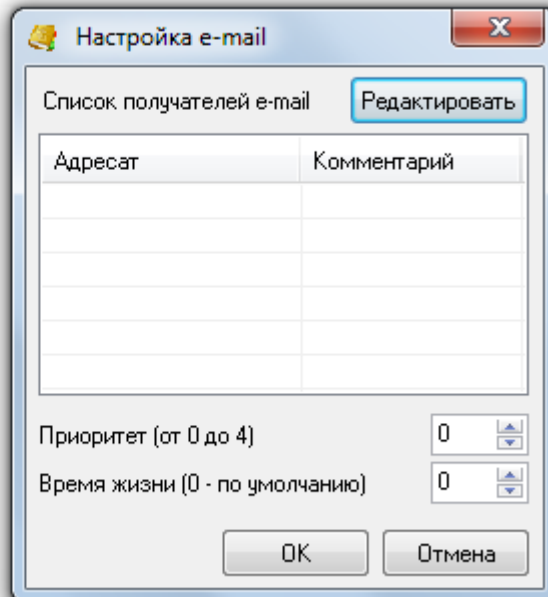 Настройка e-mail
Список получателей e-mail Редактировать
Адресат Комментарий
Приоритет (от 0 до 4) 0
Время жизни (0 - по умолчанию) 0
OK Отмена